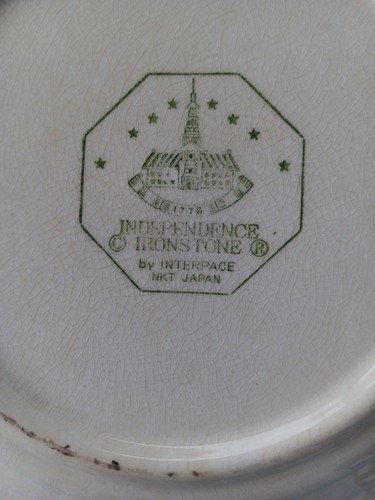 1776
INDEPENDENCE
© IRONSTONE ®
by INTERPACE
NKT JAPAN